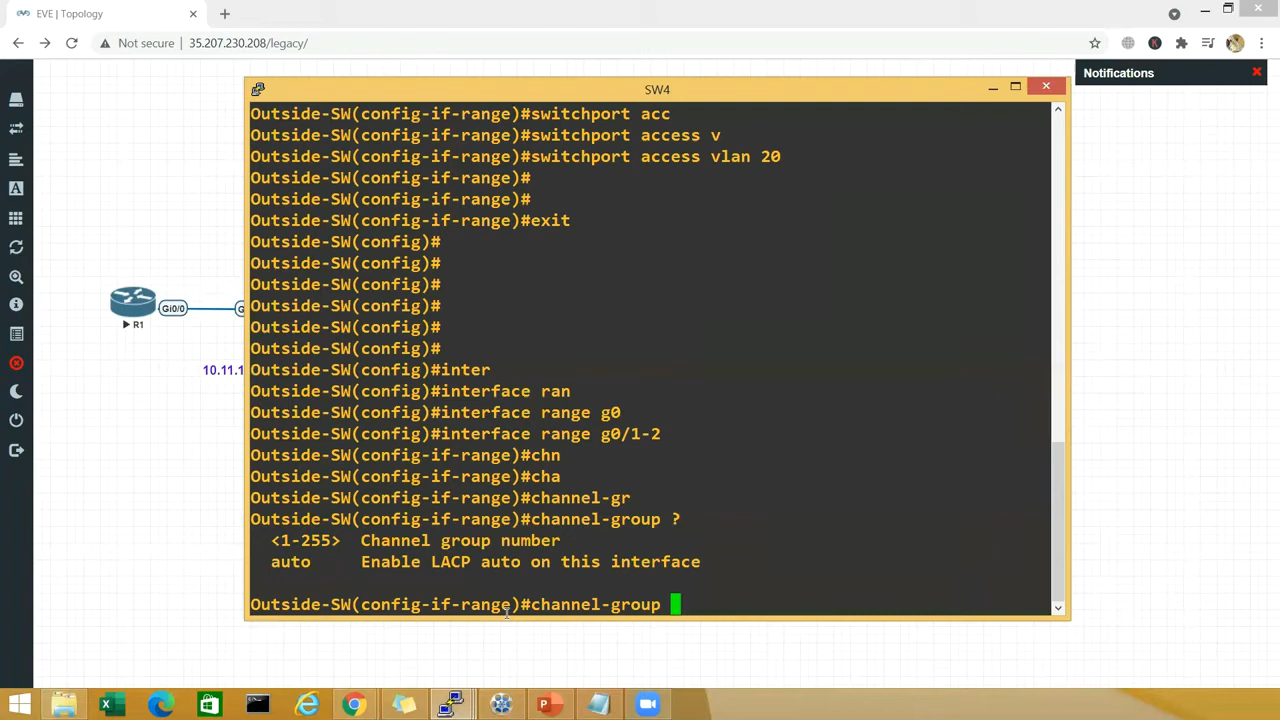 EVE | Topology
Not secure | 35.207.230.208/legacy/
Notifications
SW4
Outside-SW(config-if-range)#switchport acc
Outside-SW(config-if-range)#switchport access v
Outside-SW(config-if-range)#switchport access vlan 20
Outside-SW(config-if-range)#
Outside-SW(config-if-range)#
Outside-SW(config-if-range)#exit
Outside-SW(config)#
Outside-SW(config)#
Outside-SW(config)#
Outside-SW(config)#
Outside-SW(config)#
Outside-SW(config)#
Outside-SW(config)#inter
Outside-SW(config)#interface ran
Outside-SW(config)#interface range g0
Outside-SW(config)#interface range g0/1-2
Outside-SW(config-if-range)#chn
Outside-SW(config-if-range)#cha
Outside-SW(config-if-range)#channel-gr
Outside-SW(config-if-range)#channel-group ?
<1-255> Channel group number
auto Enable LACP auto on this interface
Outside-SW(config-if-range)#channel-group
Gi0/0
G
R1
10.11.1